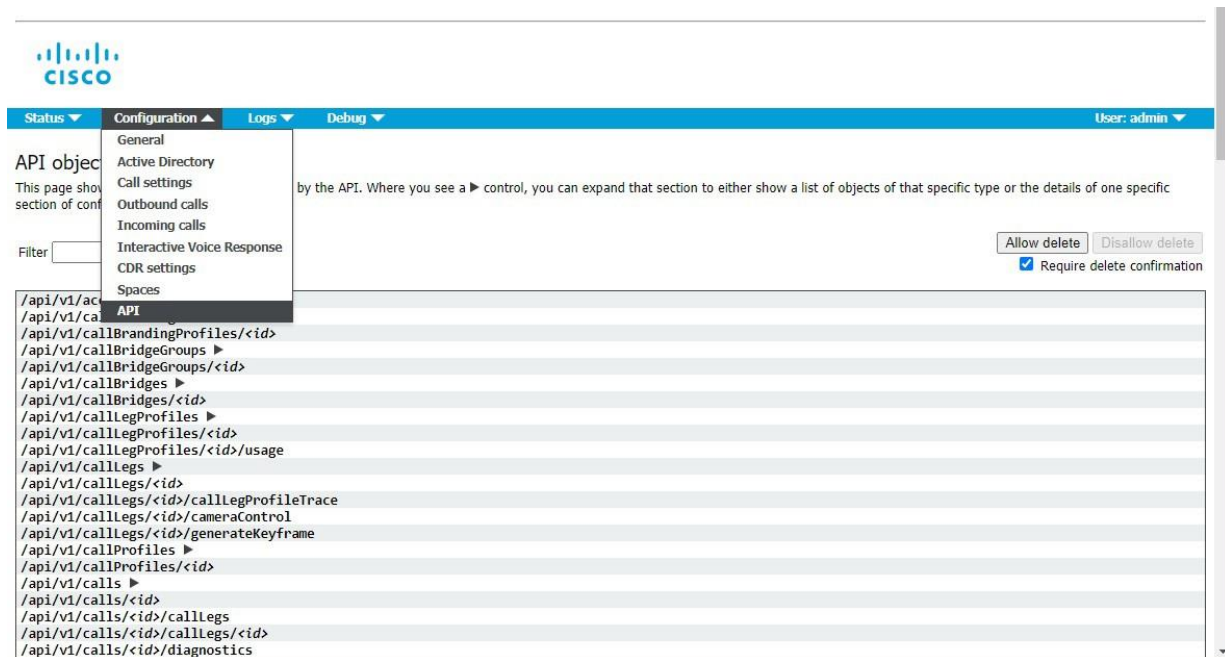 CISCO
Status ▼ Configuration ▲ Logs ▼ Debug ▼ User: admin ▼
General
Active Directory
Call settings
Outbound calls
Incoming calls
Interactive Voice Response
CDR settings
Spaces
API
API objec
This page show by the API. Where you see a ▶ control, you can expand that section to either show a list of objects of that specific type or the details of one specific
section of conf
Filter
Allow delete Disallow delete
Require delete confirmation
/api/v1/acc
/api/v1/cal
/api/v1/callBrandingProfiles/<id>
/api/v1/callBridgeGroups ▶
/api/v1/callBridgeGroups/<id>
/api/v1/callBridges ▶
/api/v1/callBridges/<id>
/api/v1/callLegProfiles ▶
/api/v1/callLegProfiles/<id>
/api/v1/callLegProfiles/<id>/usage
/api/v1/callLegs ▶
/api/v1/callLegs/<id>
/api/v1/callLegs/<id>/callLegProfileTrace
/api/v1/callLegs/<id>/cameraControl
/api/v1/callLegs/<id>/generateKeyframe
/api/v1/callProfiles ▶
/api/v1/callProfiles/<id>
/api/v1/calls ▶
/api/v1/calls/<id>
/api/v1/calls/<id>/callLegs
/api/v1/calls/<id>/callLegs/<id>
/api/v1/calls/<id>/diagnostics